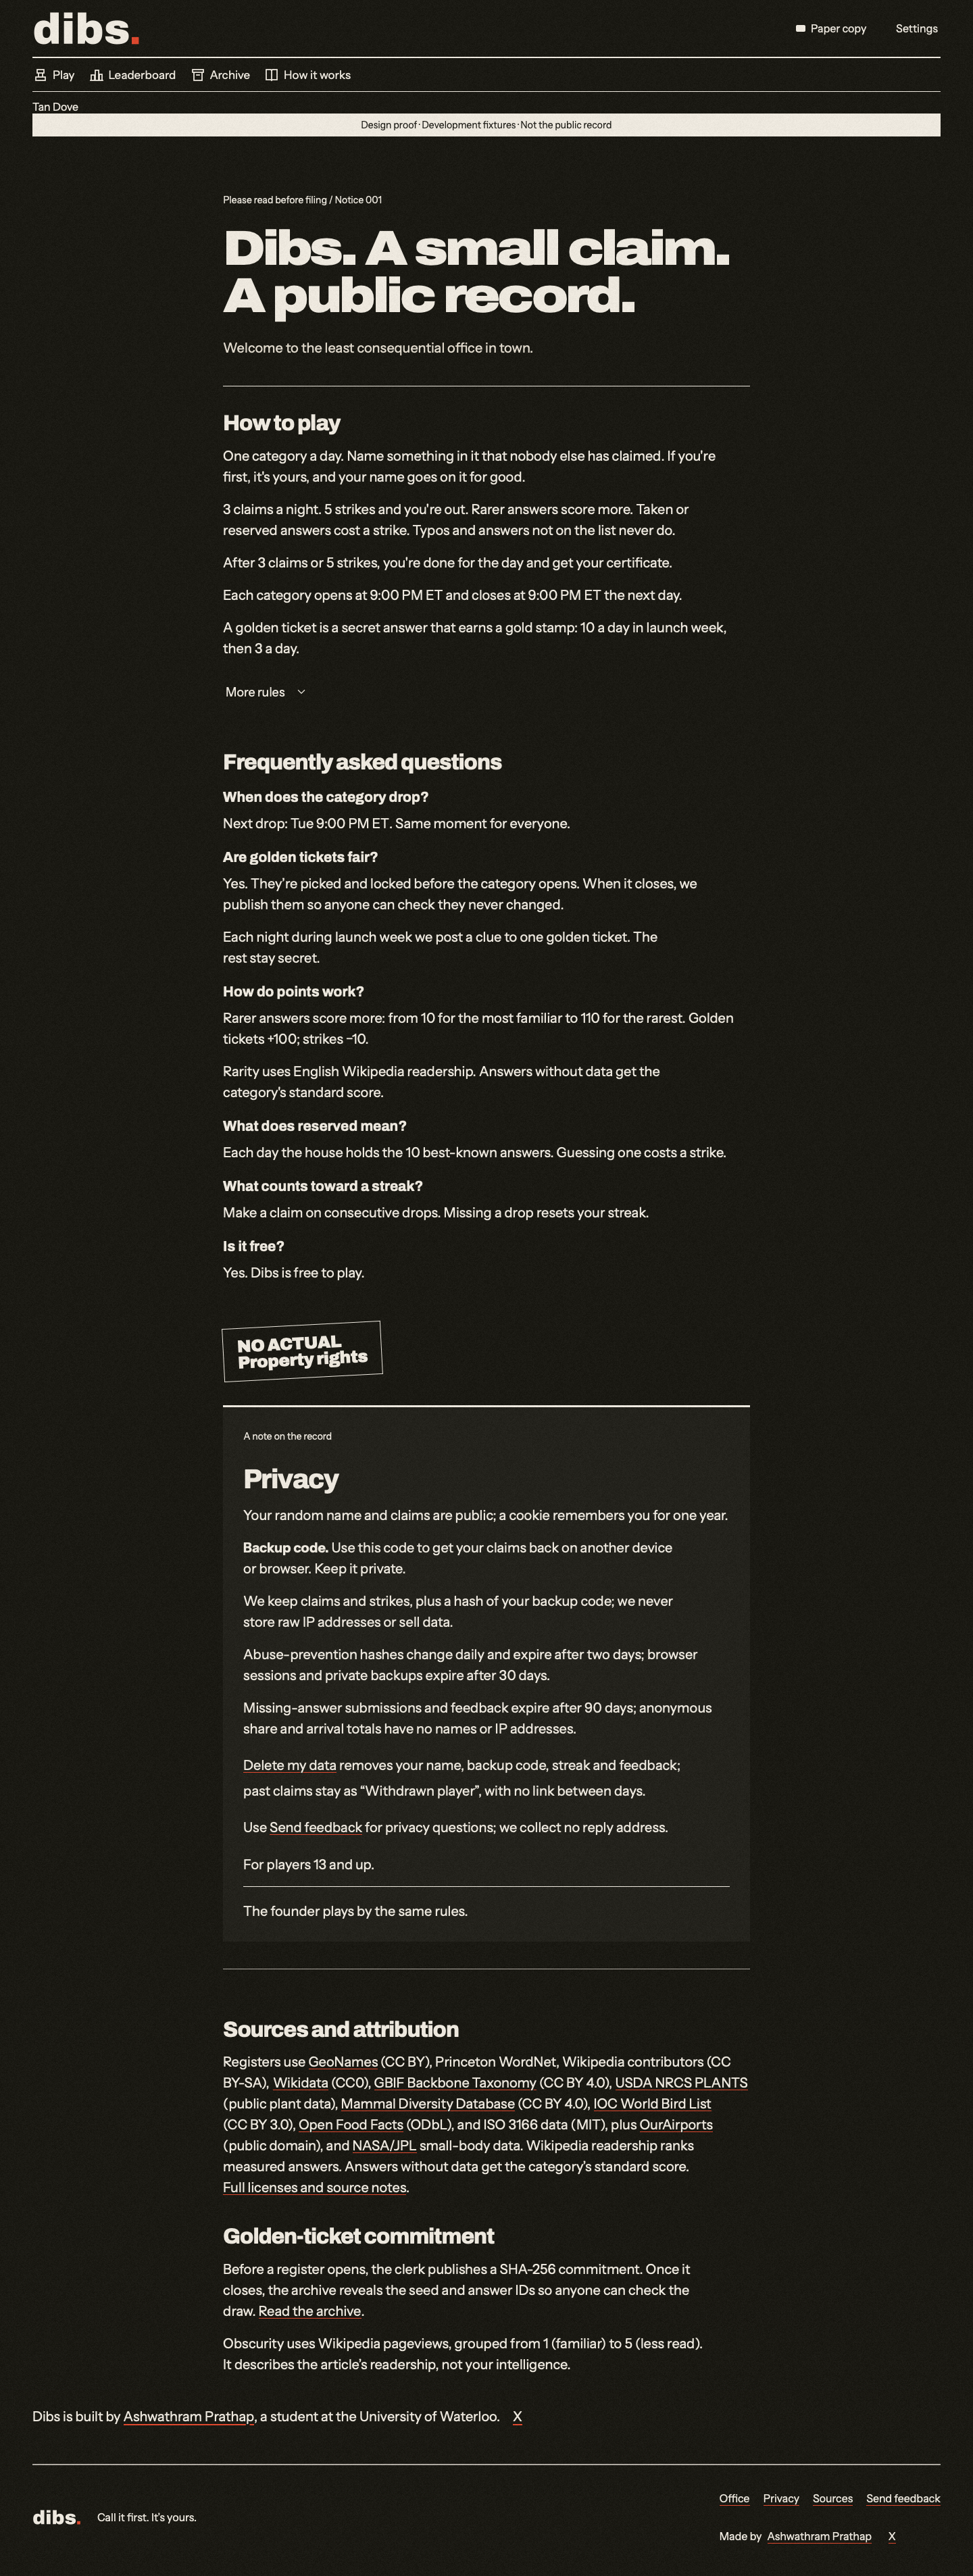 dibs.
Paper copy Settings
Play Leaderboard Archive How it works
Tan Dove
Design proof · Development fixtures · Not the public record
Please read before filing / Notice 001
Dibs. A small claim.
A public record.
Welcome to the least consequential office in town.
How to play
One category a day. Name something in it that nobody else has claimed. If you're
first, it's yours, and your name goes on it for good.
3 claims a night. 5 strikes and you're out. Rarer answers score more. Taken or
reserved answers cost a strike. Typos and answers not on the list never do.
After 3 claims or 5 strikes, you're done for the day and get your certificate.
Each category opens at 9:00 PM ET and closes at 9:00 PM ET the next day.
A golden ticket is a secret answer that earns a gold stamp: 10 a day in launch week,
then 3 a day.
More rules
Frequently asked questions
When does the category drop?
Next drop: Tue 9:00 PM ET. Same moment for everyone.
Are golden tickets fair?
Yes. They're picked and locked before the category opens. When it closes, we
publish them so anyone can check they never changed.
Each night during launch week we post a clue to one golden ticket. The
rest stay secret.
How do points work?
Rarer answers score more: from 10 for the most familiar to 110 for the rarest. Golden
tickets +100; strikes −10.
Rarity uses English Wikipedia readership. Answers without data get the
category's standard score.
What does reserved mean?
Each day the house holds the 10 best-known answers. Guessing one costs a strike.
What counts toward a streak?
Make a claim on consecutive drops. Missing a drop resets your streak.
Is it free?
Yes. Dibs is free to play.
NO ACTUAL
Property rights
A note on the record
Privacy
Your random name and claims are public; a cookie remembers you for one year.
Backup code. Use this code to get your claims back on another device
or browser. Keep it private.
We keep claims and strikes, plus a hash of your backup code; we never
store raw IP addresses or sell data.
Abuse-prevention hashes change daily and expire after two days; browser
sessions and private backups expire after 30 days.
Missing-answer submissions and feedback expire after 90 days; anonymous
share and arrival totals have no names or IP addresses.
Delete my data removes your name, backup code, streak and feedback;
past claims stay as “Withdrawn player”, with no link between days.
Use Send feedback for privacy questions; we collect no reply address.
For players 13 and up.
The founder plays by the same rules.
Sources and attribution
Registers use GeoNames (CC BY), Princeton WordNet, Wikipedia contributors (CC
BY-SA), Wikidata (CC0), GBIF Backbone Taxonomy (CC BY 4.0), USDA NRCS PLANTS
(public plant data), Mammal Diversity Database (CC BY 4.0), IOC World Bird List
(CC BY 3.0), Open Food Facts (ODbL), and ISO 3166 data (MIT), plus OurAirports
(public domain), and NASA/JPL small-body data. Wikipedia readership ranks
measured answers. Answers without data get the category's standard score.
Full licenses and source notes.
Golden-ticket commitment
Before a register opens, the clerk publishes a SHA-256 commitment. Once it
closes, the archive reveals the seed and answer IDs so anyone can check the
draw. Read the archive.
Obscurity uses Wikipedia pageviews, grouped from 1 (familiar) to 5 (less read).
It describes the article's readership, not your intelligence.
Dibs is built by Ashwathram Prathap, a student at the University of Waterloo. X
dibs. Call it first. It's yours.
Office Privacy Sources Send feedback
Made by Ashwathram Prathap X